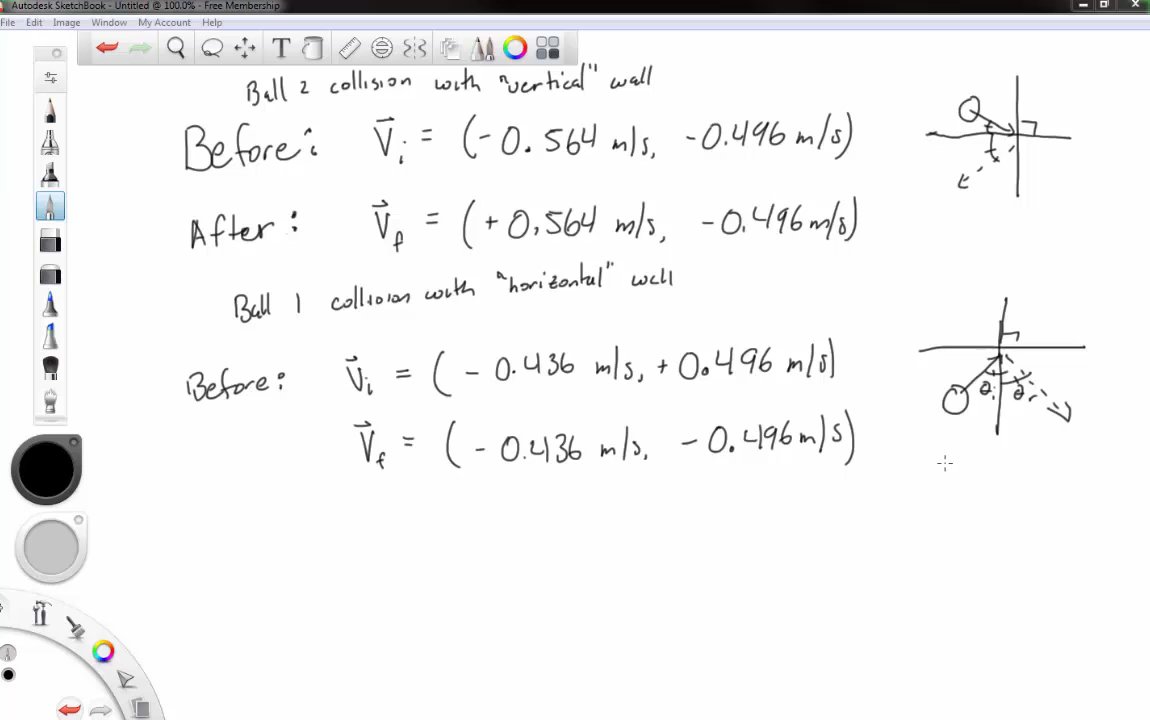 Autodesk SketchBook - Untitled @ 100.0% - Free Membership
File Edit Image Window My Account Help
Ball 2 collision with "vertical" wall
Before: V⃗i = (-0.564 m/s, -0.496 m/s)
After: V⃗f = (+0.564 m/s, -0.496 m/s)
Ball 1 collision with "horizontal" wall
Before: V⃗i = (-0.436 m/s, +0.496 m/s)
θi θr
V⃗f = (-0.436 m/s, -0.496 m/s)